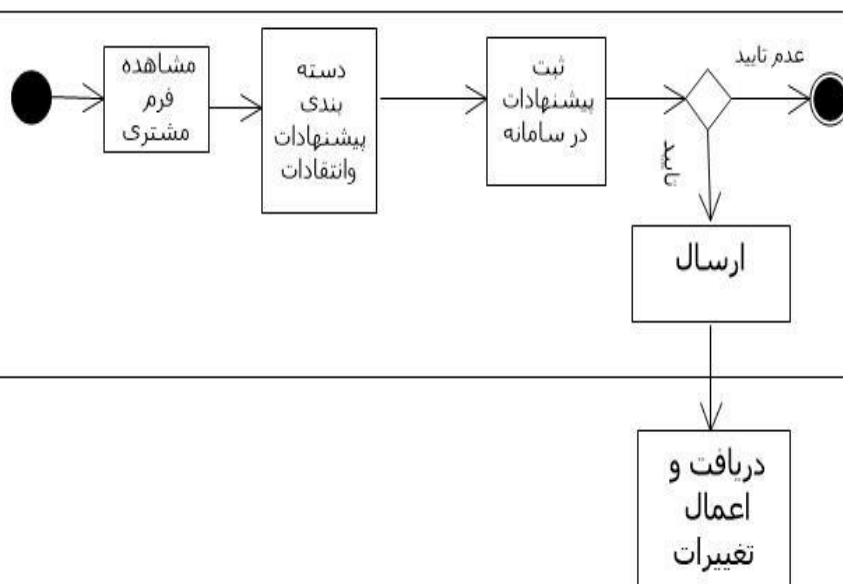 مشاهده
فرم
مشتری
دسته
بندی
پیشنهادات
وانتقادات
ثبت
پیشنهادات
در سامانه
عدم تایید
تایید
ارسال
دریافت و
اعمال
تغییرات